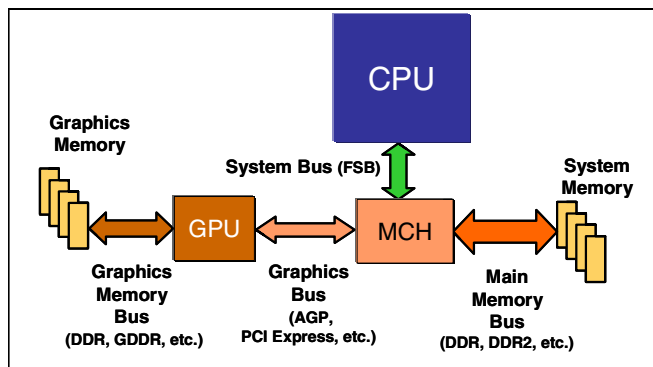 CPU
Graphics
Memory
System Bus (FSB)
System
Memory
GPU
MCH
Graphics
Memory
Bus
(DDR, GDDR, etc.)
Graphics
Bus
(AGP,
PCI Express, etc.)
Main
Memory
Bus
(DDR, DDR2, etc.)